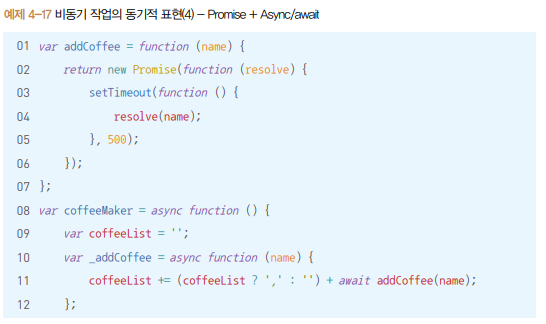 예제 4-17 비동기 작업의 동기적 표현(4) - Promise + Async/await
01 var addCoffee = function (name) {
02 return new Promise(function (resolve) {
03 setTimeout(function () {
04 resolve(name);
05 }, 500);
06 });
07 };
08 var coffeeMaker = async function () {
09 var coffeeList = '';
10 var _addCoffee = async function (name) {
11 coffeeList += (coffeeList ? ',' : '') + await addCoffee(name);
12 };